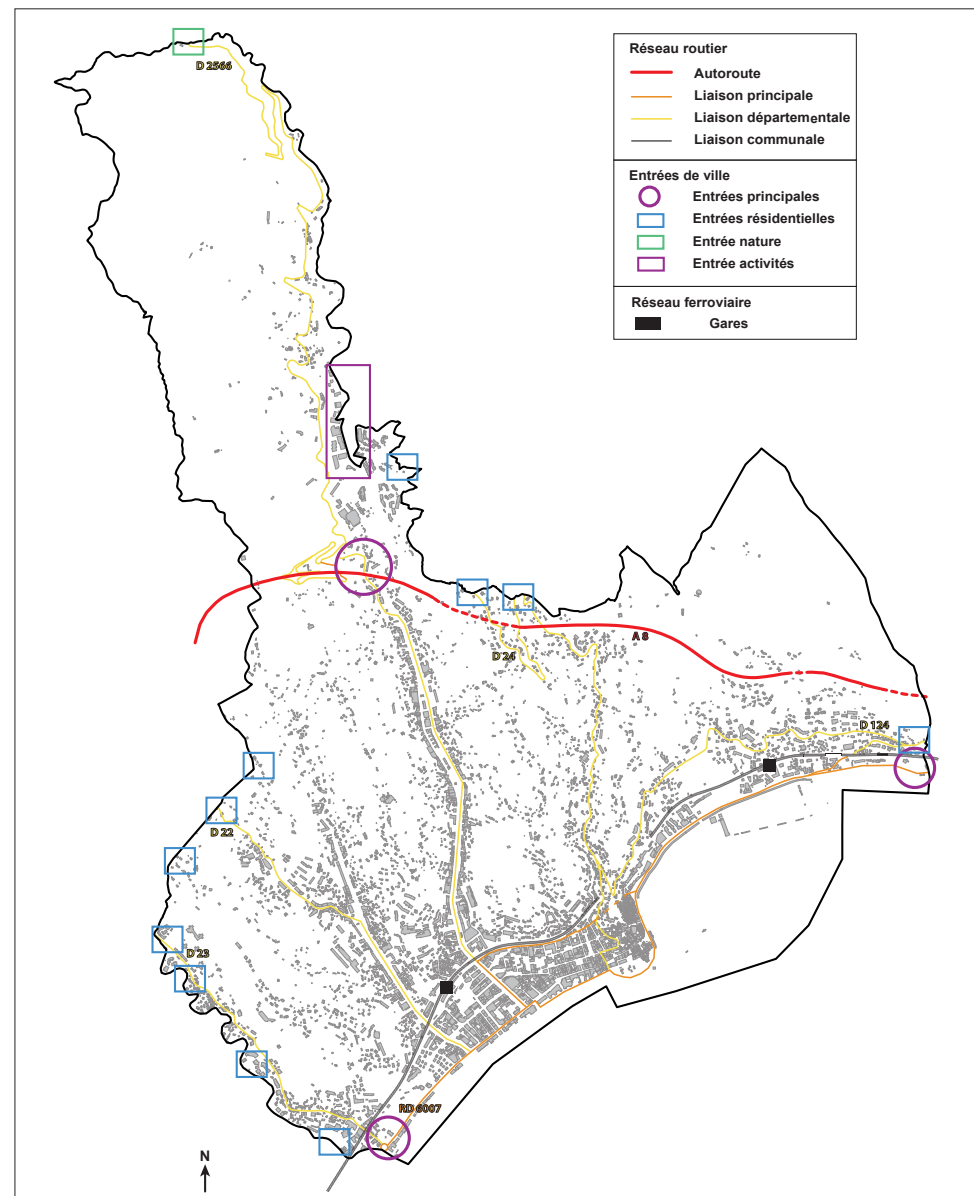 D 2566
Réseau routier
Autoroute
Liaison principale
Liaison départementale
Liaison communale
Entrées de ville
Entrées principales
Entrées résidentielles
Entrée nature
Entrée activités
Réseau ferroviaire
Gares
D 24
A 8
D 124
D 22
D 23
RD 6007
N